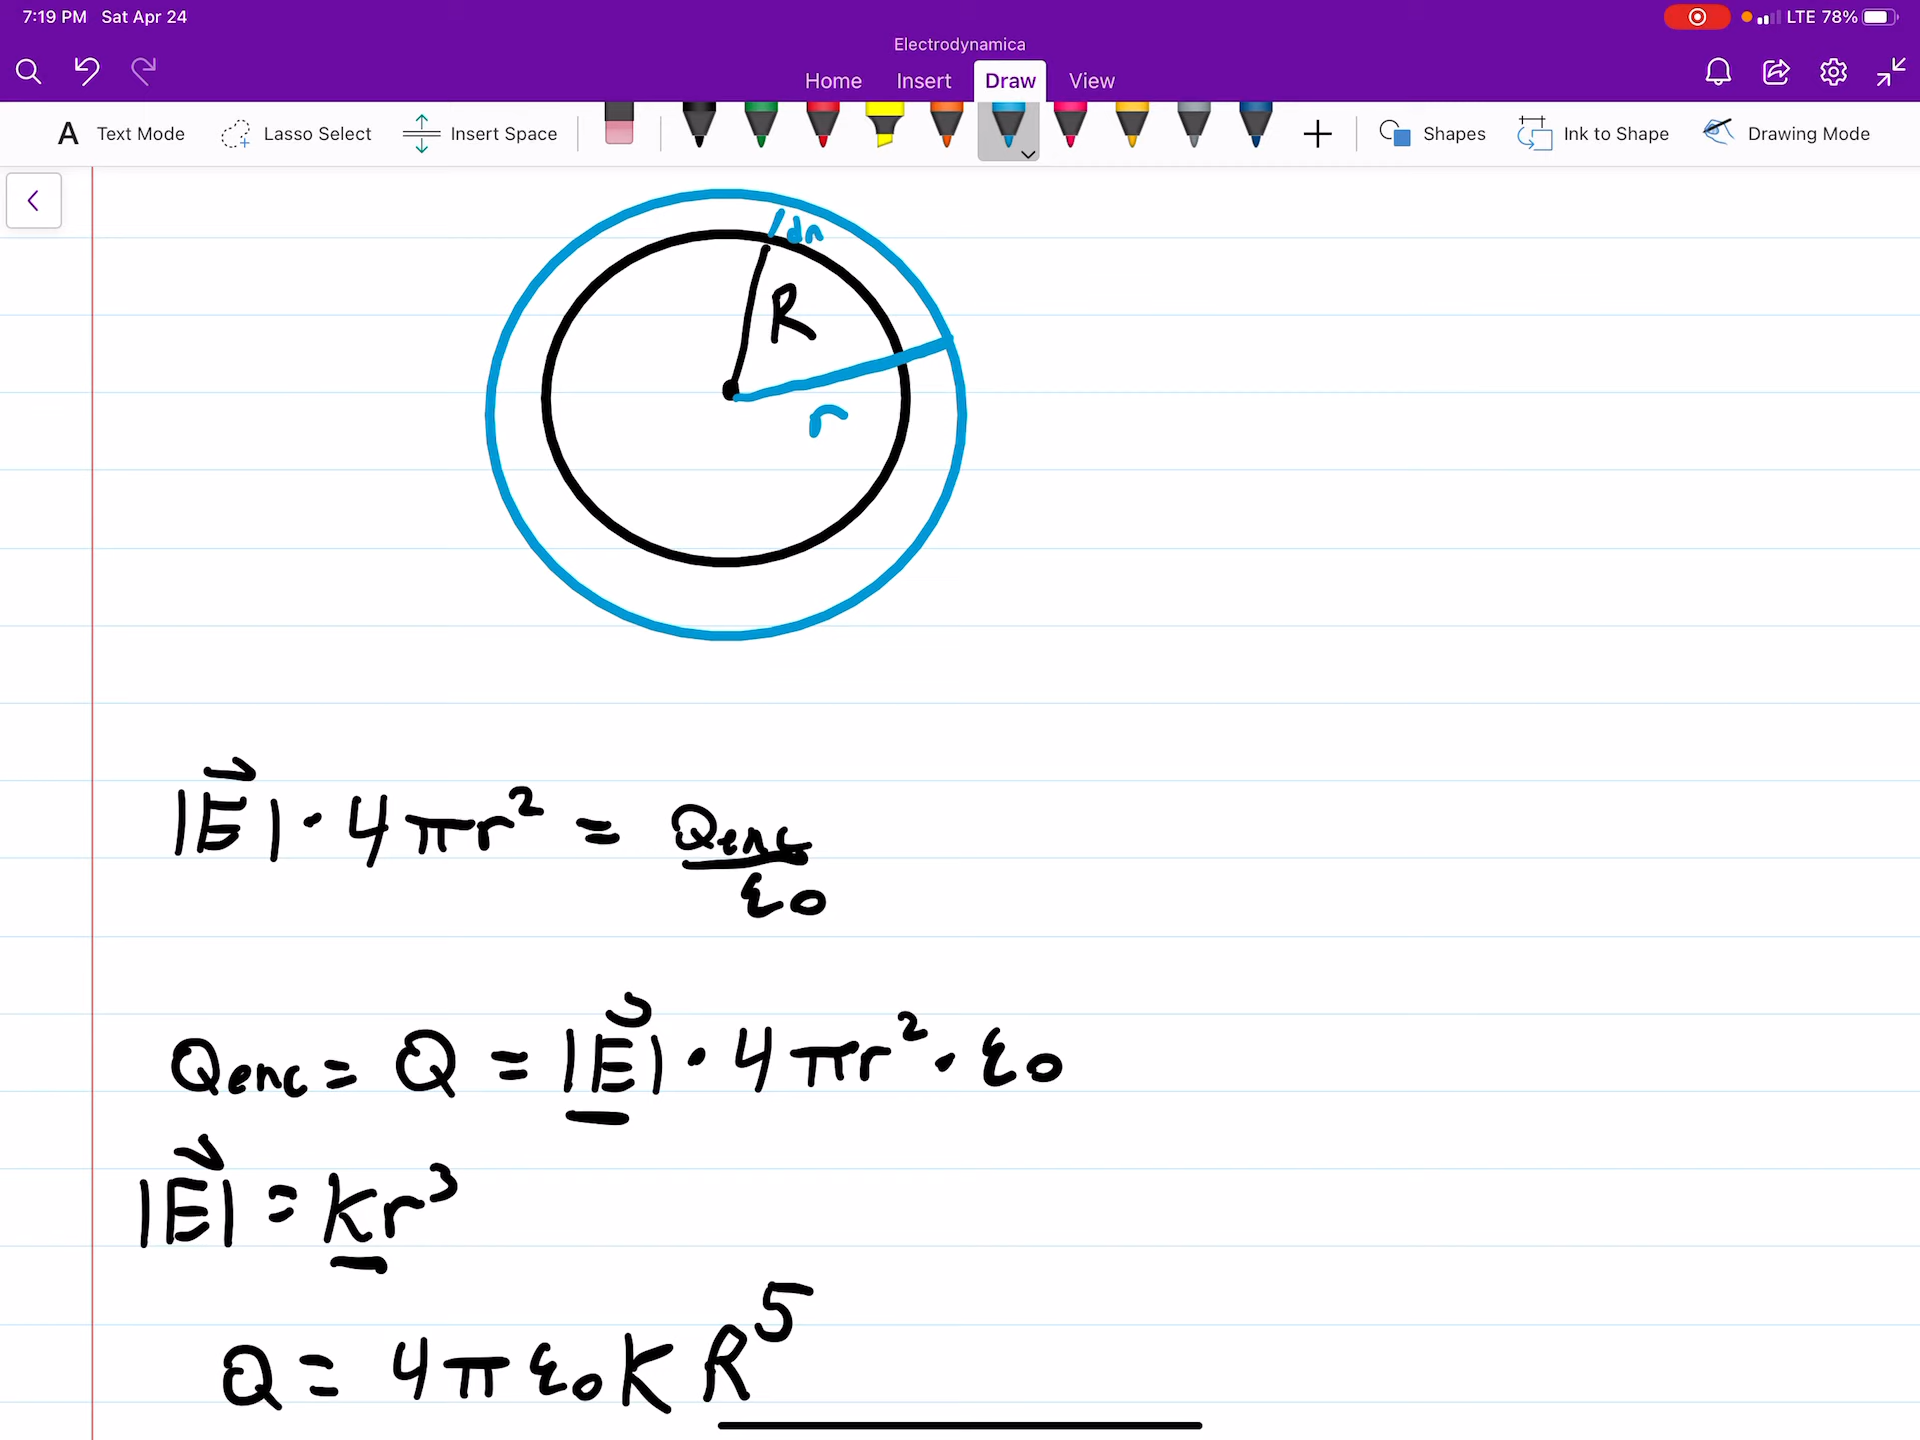 7:19 PM Sat Apr 24
LTE 78%
Electrodynamica
Home Insert Draw View
A Text Mode Lasso Select Insert Space Shapes Ink to Shape Drawing Mode
dr
R
r
|E⃗| · 4πr² = Qenc/ε0
Qenc = Q = |E⃗| · 4πr² · ε0
|E⃗| = kr³
Q = 4πε0kR⁵